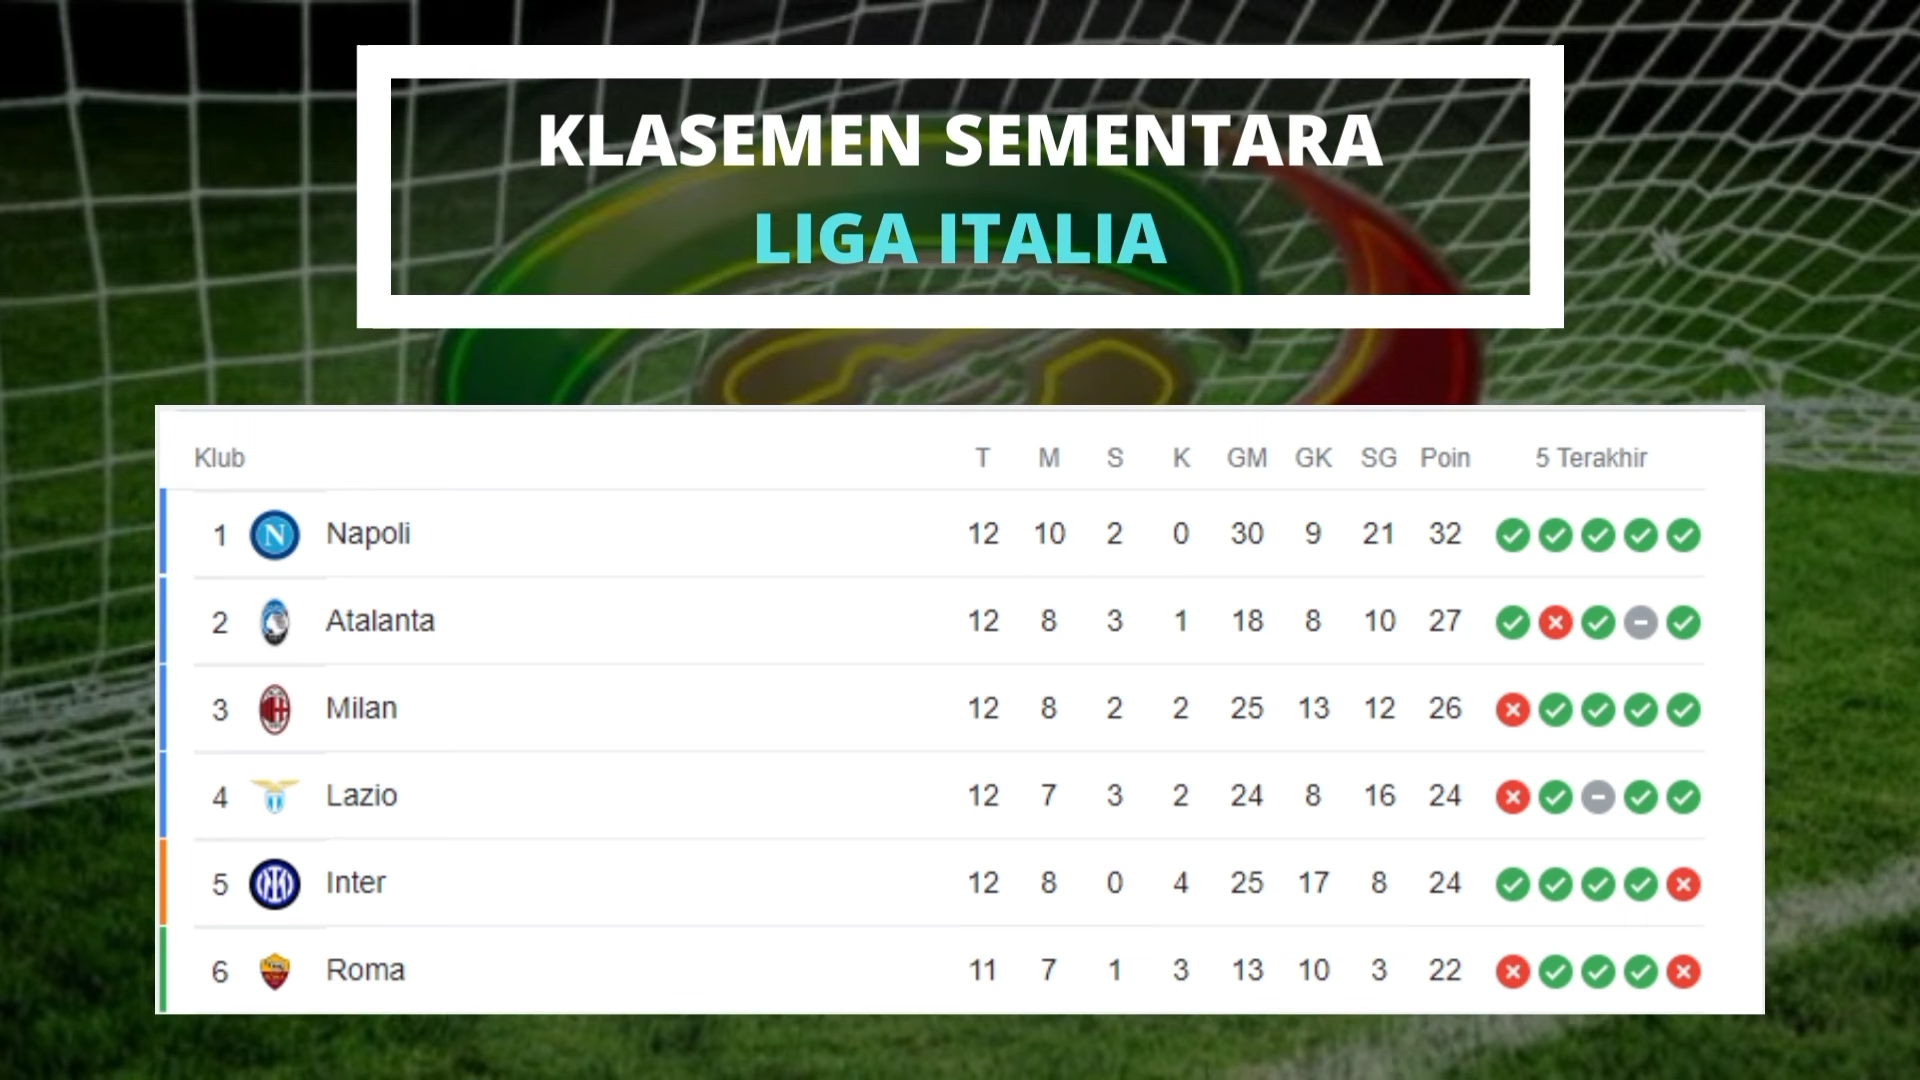 KLASEMEN SEMENTARA
LIGA ITALIA
Klub T M S K GM GK SG Poin 5 Terakhir
1 N Napoli 12 10 2 0 30 9 21 32
2 Atalanta 12 8 3 1 18 8 10 27
3 Milan 12 8 2 2 25 13 12 26
4 Lazio 12 7 3 2 24 8 16 24
5 Inter 12 8 0 4 25 17 8 24
6 Roma 11 7 1 3 13 10 3 22